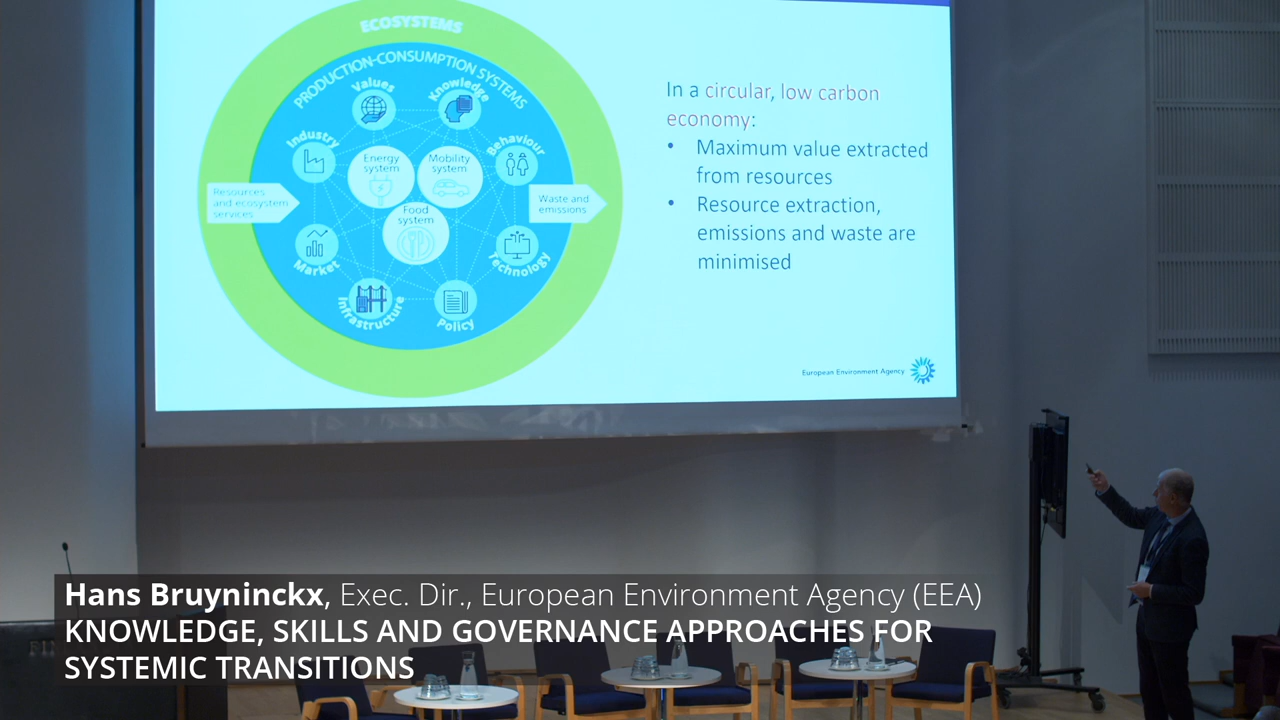 ECOSYSTEMS
PRODUCTION-CONSUMPTION SYSTEMS
Values
Knowledge
Industry
Behaviour
Energy
system
Mobility
system
Food
system
Resources
and ecosystem
services
Waste and
emissions
Market
Technology
Infrastructure
Policy
In a circular, low carbon
economy:
• Maximum value extracted
from resources
• Resource extraction,
emissions and waste are
minimised
European Environment Agency
Hans Bruyninckx, Exec. Dir., European Environment Agency (EEA)
KNOWLEDGE, SKILLS AND GOVERNANCE APPROACHES FOR
SYSTEMIC TRANSITIONS